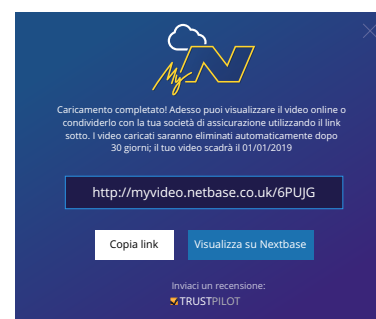 My N
Caricamento completato! Adesso puoi visualizzare il video online o
condividerlo con la tua società di assicurazione utilizzando il link
sotto. I video caricati saranno eliminati automaticamente dopo
30 giorni; il tuo video scadrà il 01/01/2019
http://myvideo.netbase.co.uk/6PUJG
Copia link
Visualizza su Nextbase
Inviaci un recensione:
TRUSTPILOT